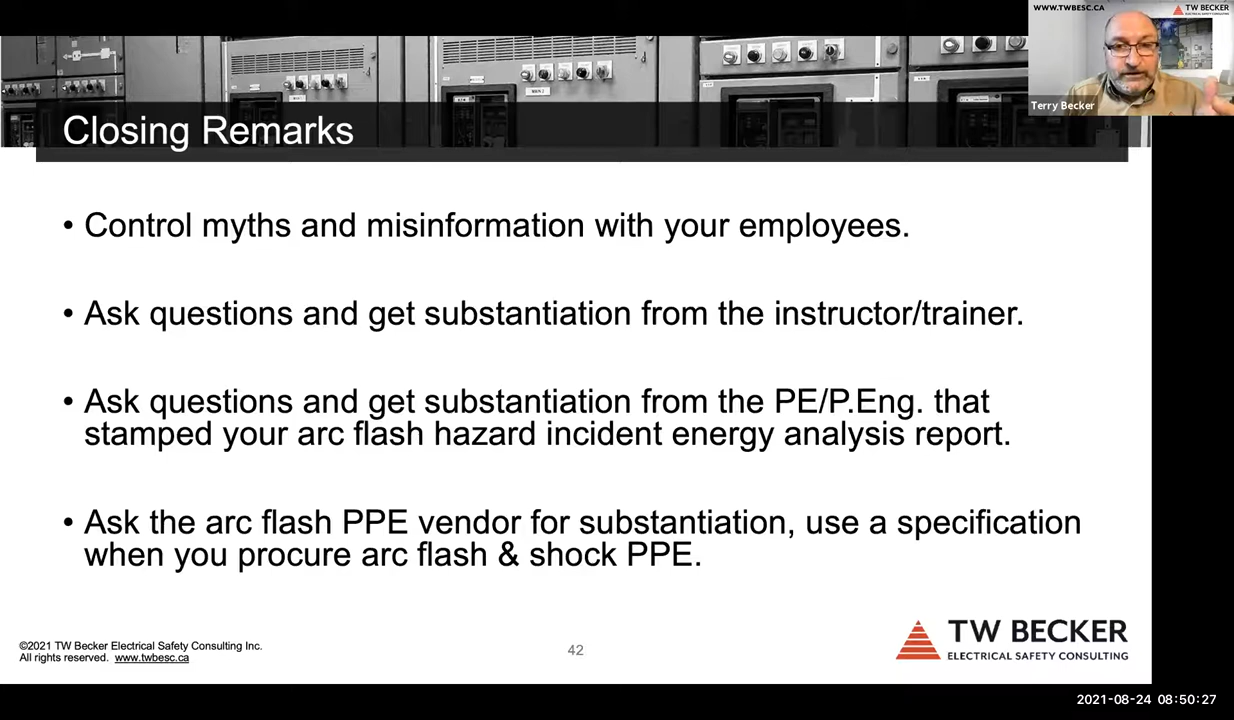 WWW.TWBESC.CA
TW BECKER
ELECTRICAL SAFETY CONSULTING
Terry Becker
Closing Remarks
• Control myths and misinformation with your employees.
• Ask questions and get substantiation from the instructor/trainer.
• Ask questions and get substantiation from the PE/P.Eng. that
stamped your arc flash hazard incident energy analysis report.
• Ask the arc flash PPE vendor for substantiation, use a specification
when you procure arc flash & shock PPE.
©2021 TW Becker Electrical Safety Consulting Inc.
All rights reserved. www.twbesc.ca
42
TW BECKER
ELECTRICAL SAFETY CONSULTING
2021-08-24 08:50:27